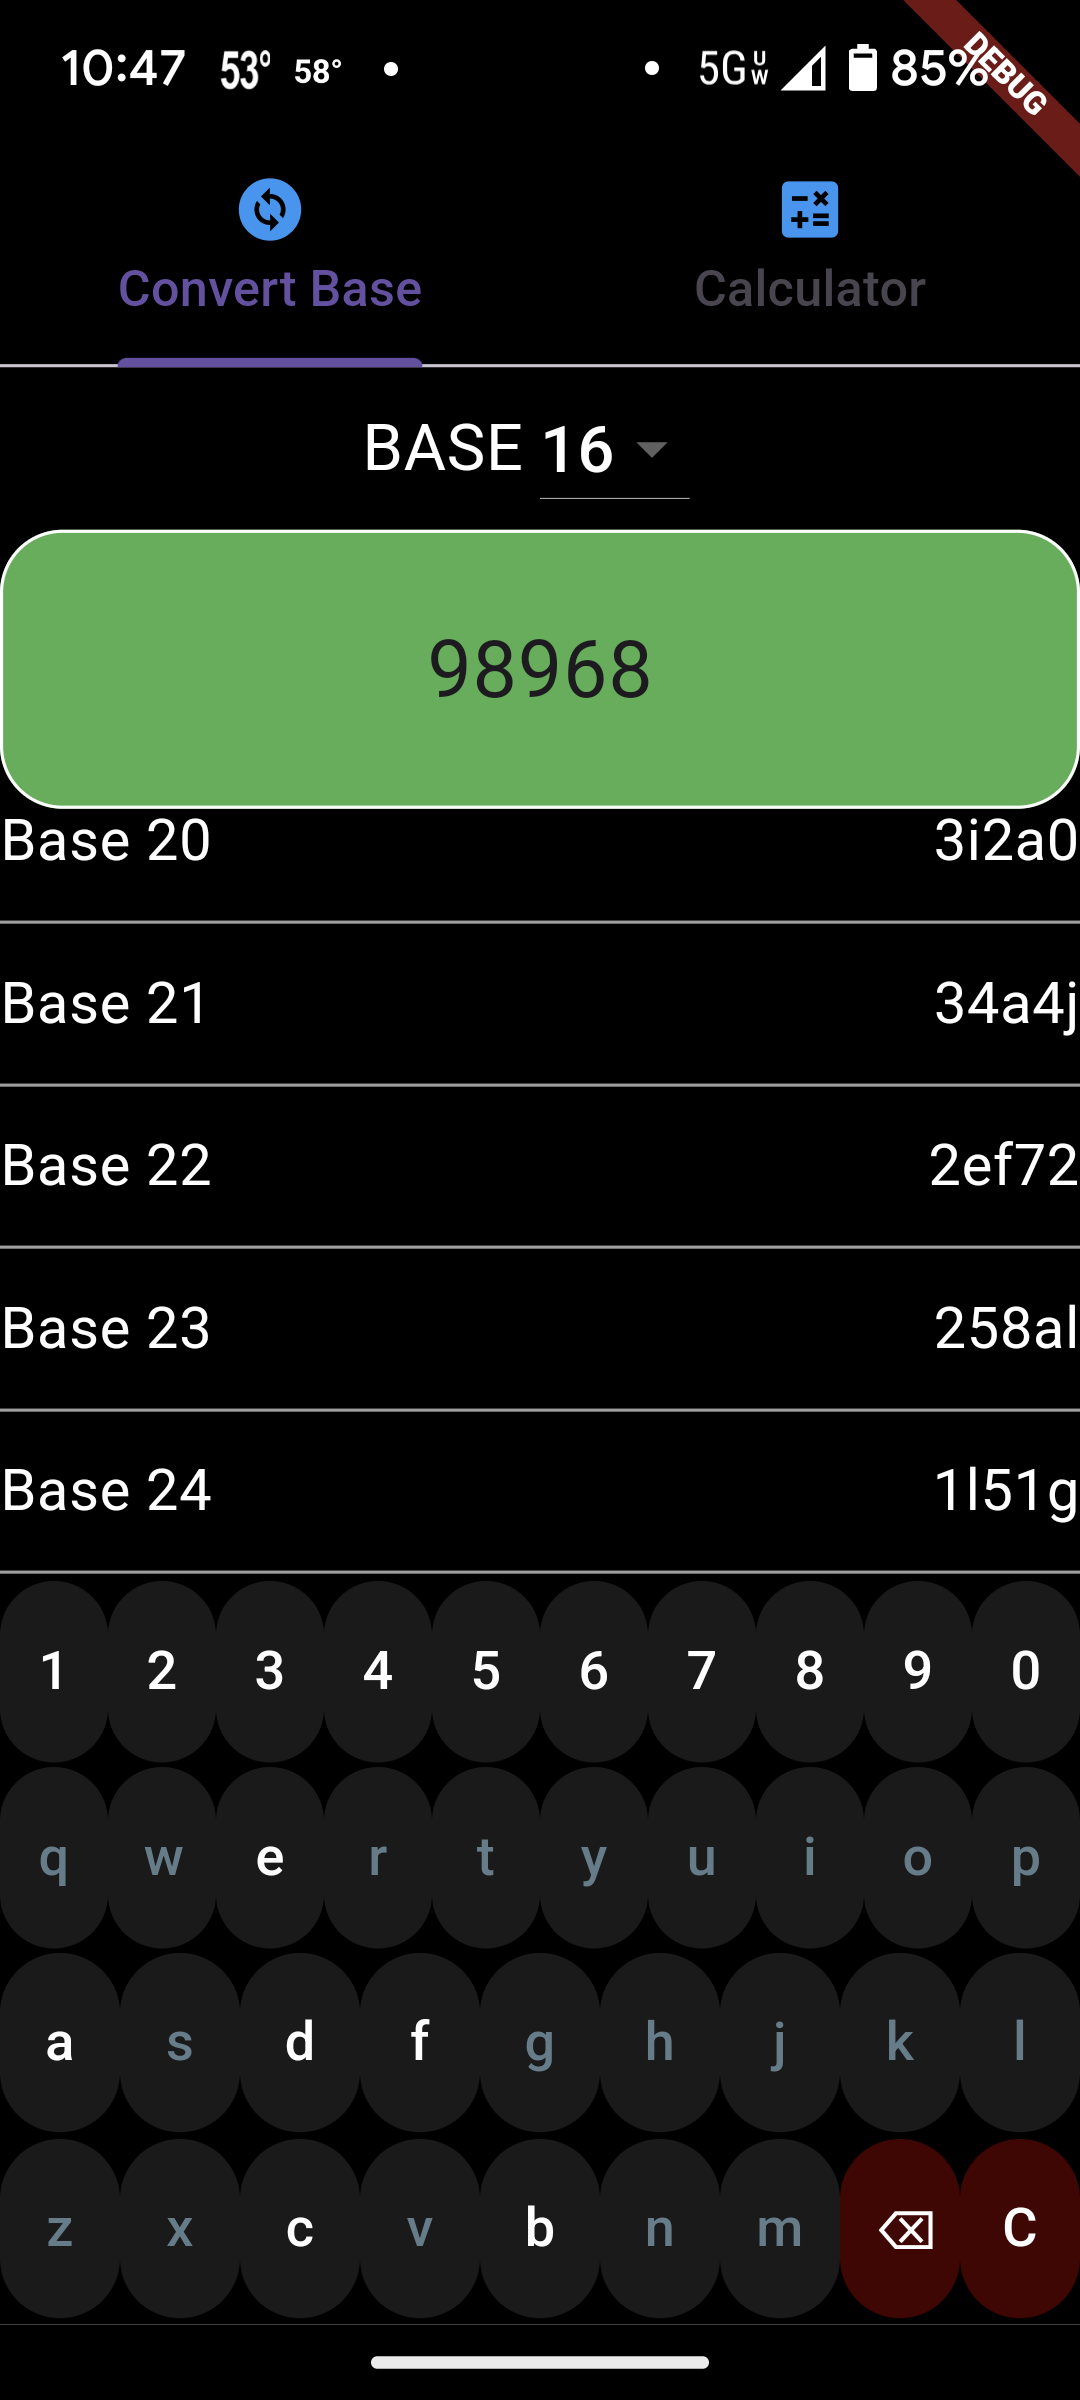 10:47 53° 58° 5G UW 85%
DEBUG
Convert Base Calculator
BASE 16
98968
Base 20 3i2a0
Base 21 34a4j
Base 22 2ef72
Base 23 258al
Base 24 1l51g
1 2 3 4 5 6 7 8 9 0
q w e r t y u i o p
a s d f g h j k l
z x c v b n m C